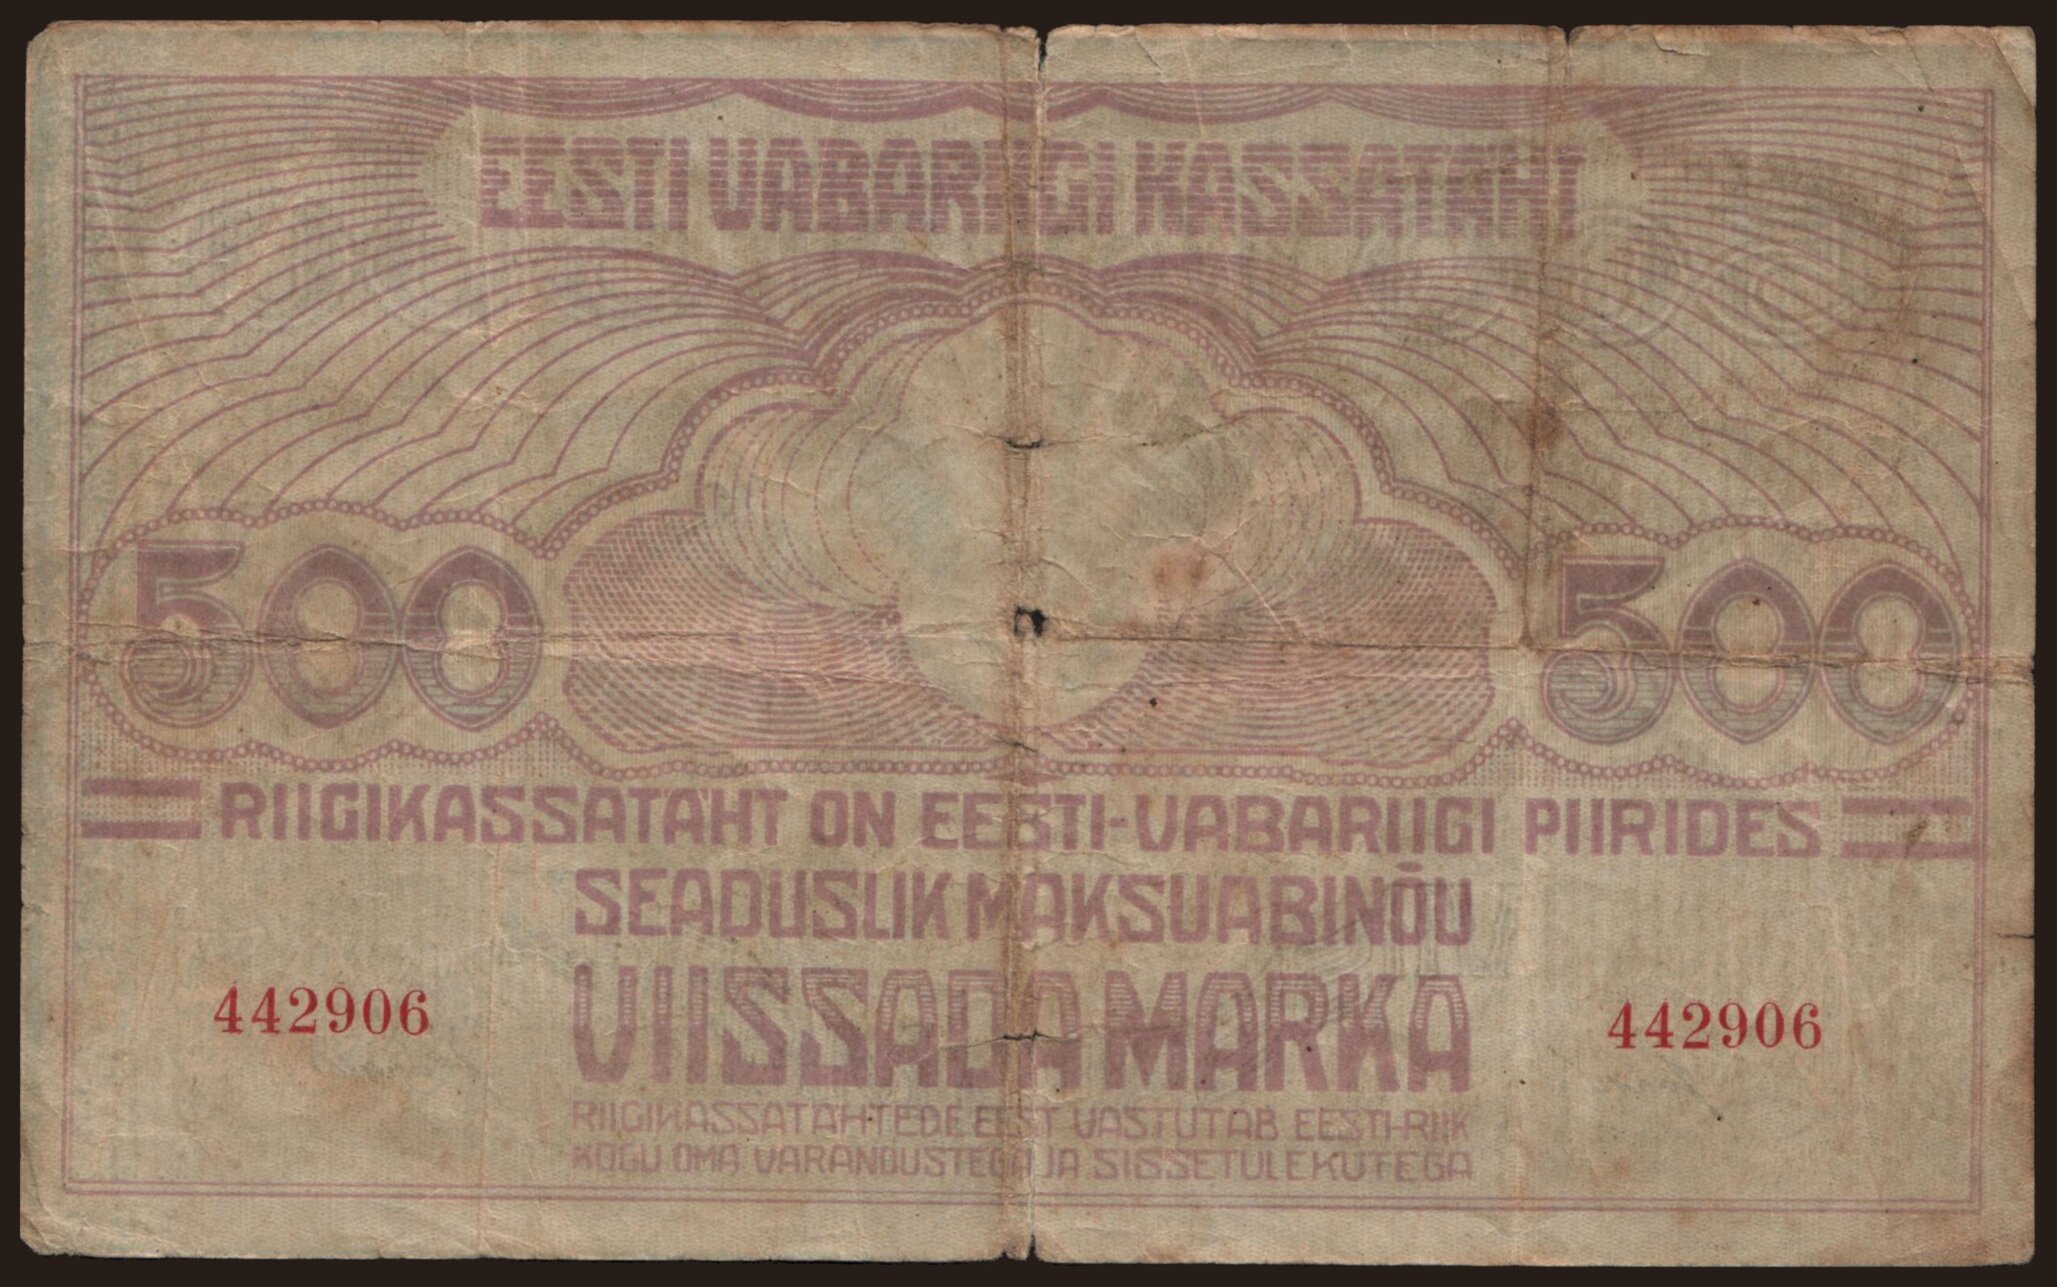 EESTI VABARIIGI KASSATÄHT
500 500
RIIGIKASSATÄHT ON EESTI-VABARIIGI PIIRIDES
SEADUSLIK MAKSUABINÕU
442906 VIISSADA MARKA 442906
RIIGIKASSATÄHTEDE EEST VASTUTAB EESTI-RIIK
KOGU OMA VARANDUSTEGA JA SISSETULEKUTEGA